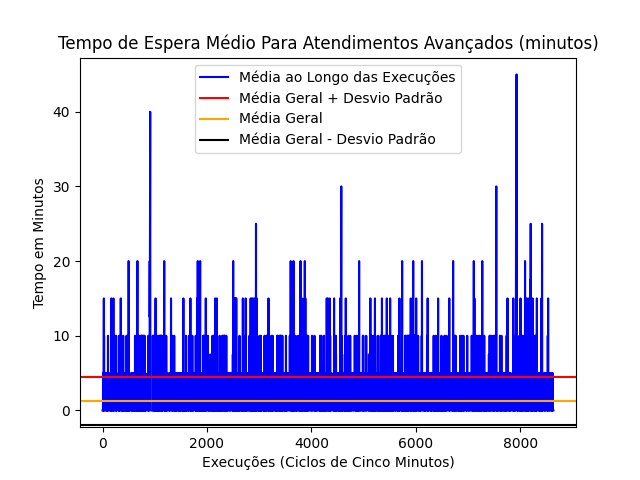 Tempo de Espera Médio Para Atendimentos Avançados (minutos)
Média ao Longo das Execuções
Média Geral + Desvio Padrão
Média Geral
Média Geral - Desvio Padrão
Tempo em Minutos
40
30
20
10
0
0 2000 4000 6000 8000
Execuções (Ciclos de Cinco Minutos)